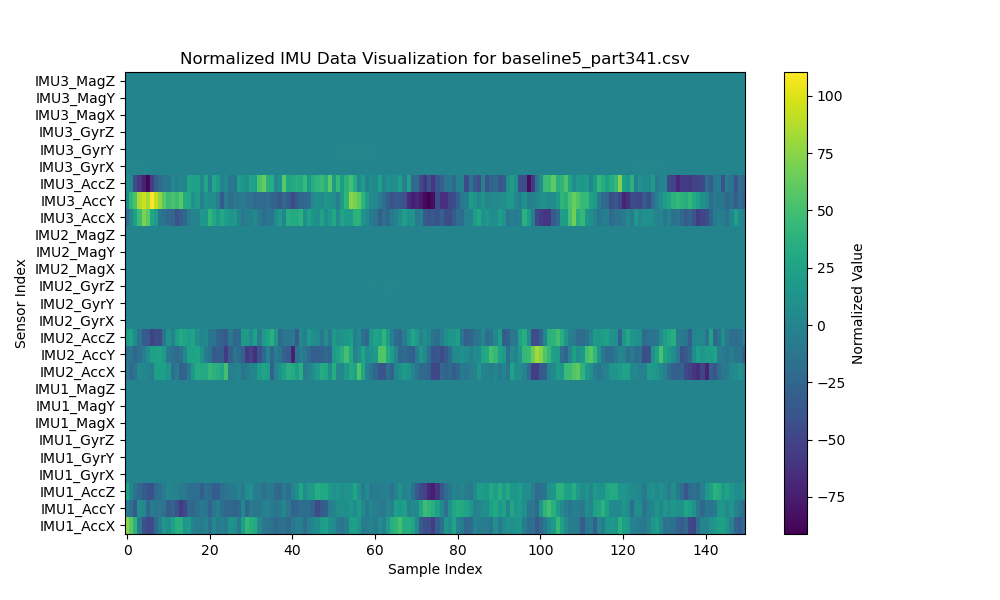 Normalized IMU Data Visualization for baseline5_part341.csv
IMU3_MagZ
IMU3_MagY
IMU3_MagX
IMU3_GyrZ
IMU3_GyrY
IMU3_GyrX
IMU3_AccZ
IMU3_AccY
IMU3_AccX
IMU2_MagZ
IMU2_MagY
IMU2_MagX
IMU2_GyrZ
IMU2_GyrY
IMU2_GyrX
IMU2_AccZ
IMU2_AccY
IMU2_AccX
IMU1_MagZ
IMU1_MagY
IMU1_MagX
IMU1_GyrZ
IMU1_GyrY
IMU1_GyrX
IMU1_AccZ
IMU1_AccY
IMU1_AccX
Sensor Index
0 20 40 60 80 100 120 140
Sample Index
100
75
50
25
0
−25
−50
−75
Normalized Value